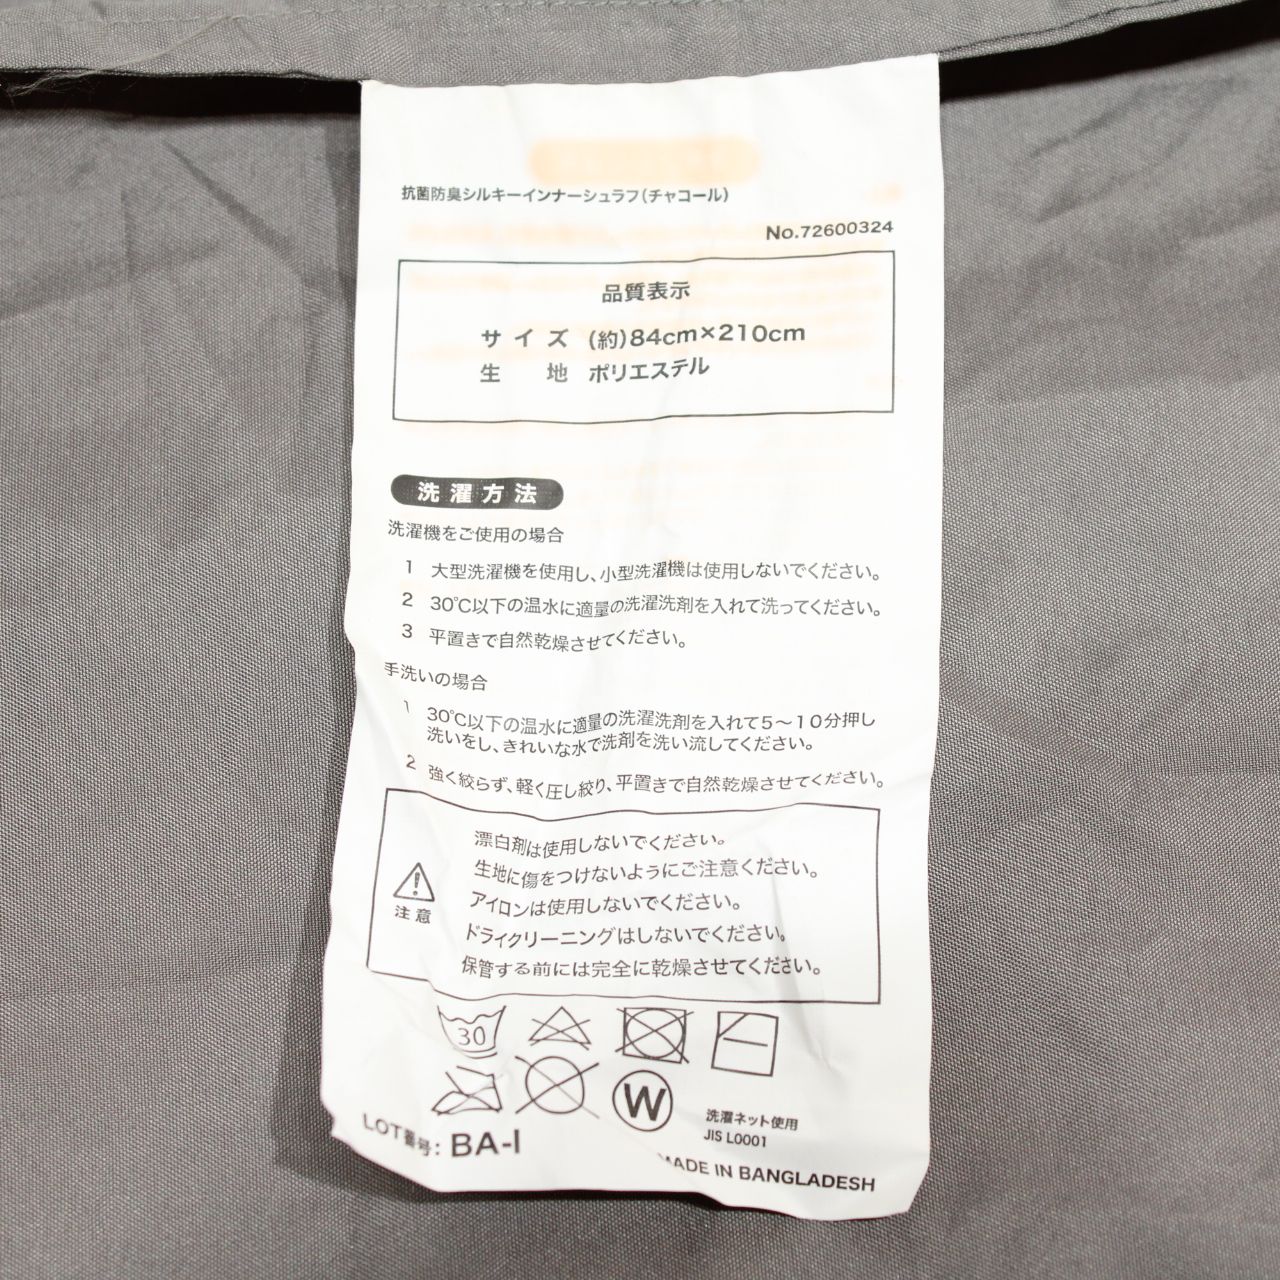 抗菌防臭シルキーインナーシュラフ(チャコール)
No.72600324
品質表示
サイズ (約)84cm×210cm
生地 ポリエステル
洗濯方法
洗濯機をご使用の場合
1 大型洗濯機を使用し、小型洗濯機は使用しないでください。
2 30℃以下の温水に適量の洗濯洗剤を入れて洗ってください。
3 平置きで自然乾燥させてください。
手洗いの場合
1 30℃以下の温水に適量の洗濯洗剤を入れて5～10分押し
洗いをし、きれいな水で洗剤を洗い流してください。
2 強く絞らず、軽く圧し絞り、平置きで自然乾燥させてください。
漂白剤は使用しないでください。
生地に傷をつけないようにご注意ください。
アイロンは使用しないでください。
ドライクリーニングはしないでください。
保管する前には完全に乾燥させてください。
注意
30
W
洗濯ネット使用
JIS L0001
LOT番号: BA-I
MADE IN BANGLADESH